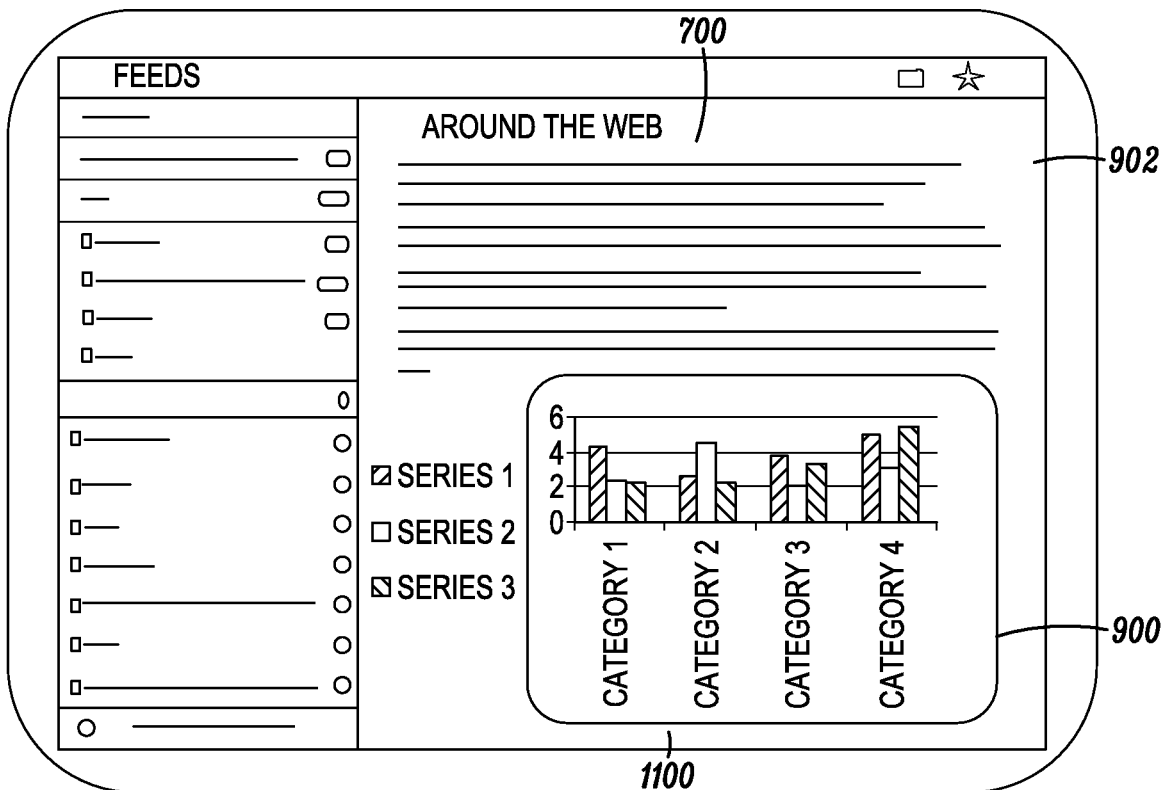 700
FEEDS
AROUND THE WEB
902
6
4
2
0
SERIES 1
SERIES 2
SERIES 3
CATEGORY 1
CATEGORY 2
CATEGORY 3
CATEGORY 4
900
1100